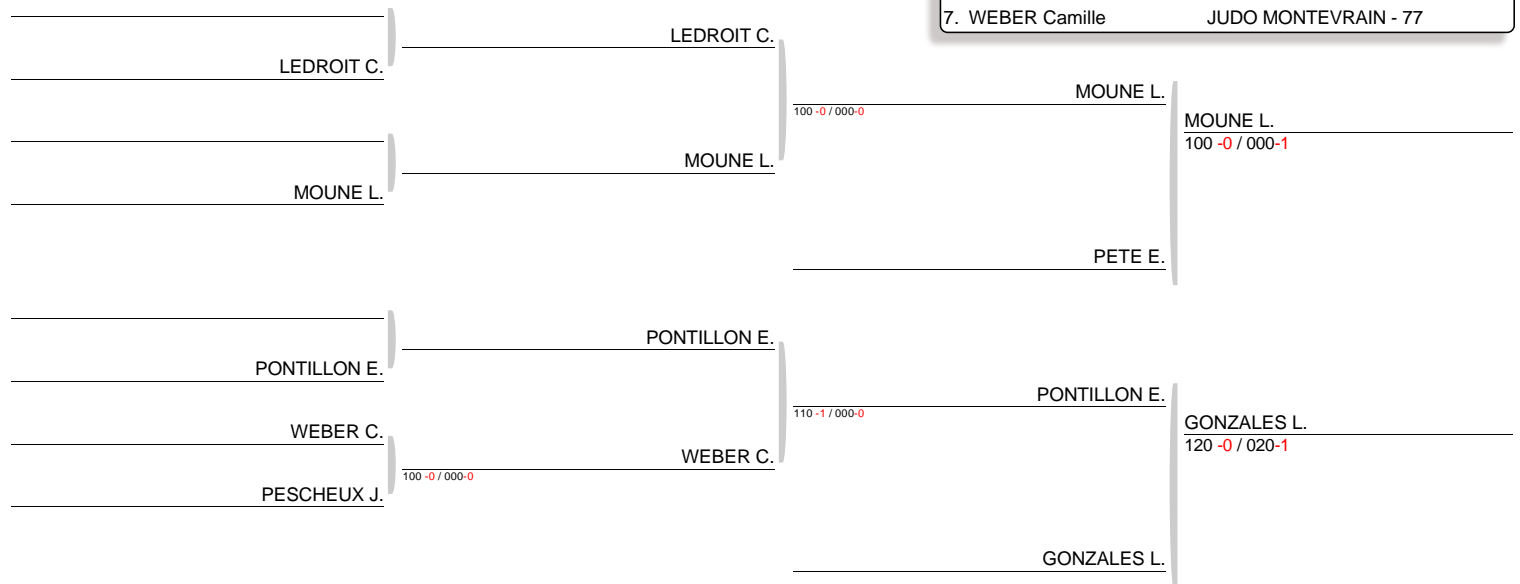 7. WEBER Camille JUDO MONTEVRAIN - 77
LEDROIT C.
LEDROIT C.
MOUNE L.
100 -0 / 000-0
MOUNE L.
100 -0 / 000-1
MOUNE L.
MOUNE L.
PETE E.
PONTILLON E.
PONTILLON E.
PONTILLON E.
110 -1 / 000-0
GONZALES L.
120 -0 / 020-1
WEBER C.
WEBER C.
100 -0 / 000-0
PESCHEUX J.
GONZALES L.